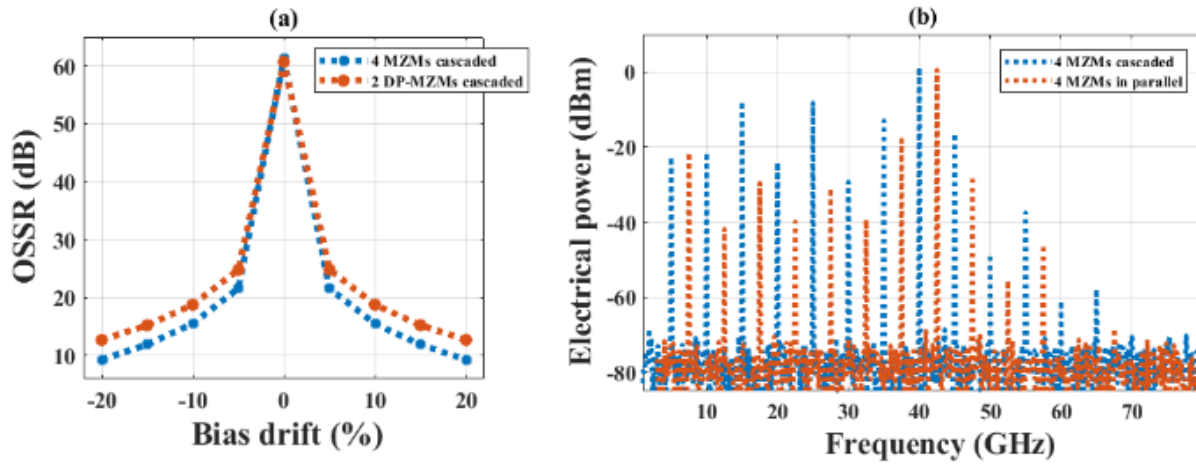 (a)
4 MZMs cascaded
2 DP-MZMs cascaded
OSSR (dB)
60
50
40
30
20
10
-20
-10
0
10
20
Bias drift (%)
(b)
4 MZMs cascaded
4 MZMs in parallel
Electrical power (dBm)
0
-20
-40
-60
-80
10
20
30
40
50
60
70
Frequency (GHz)